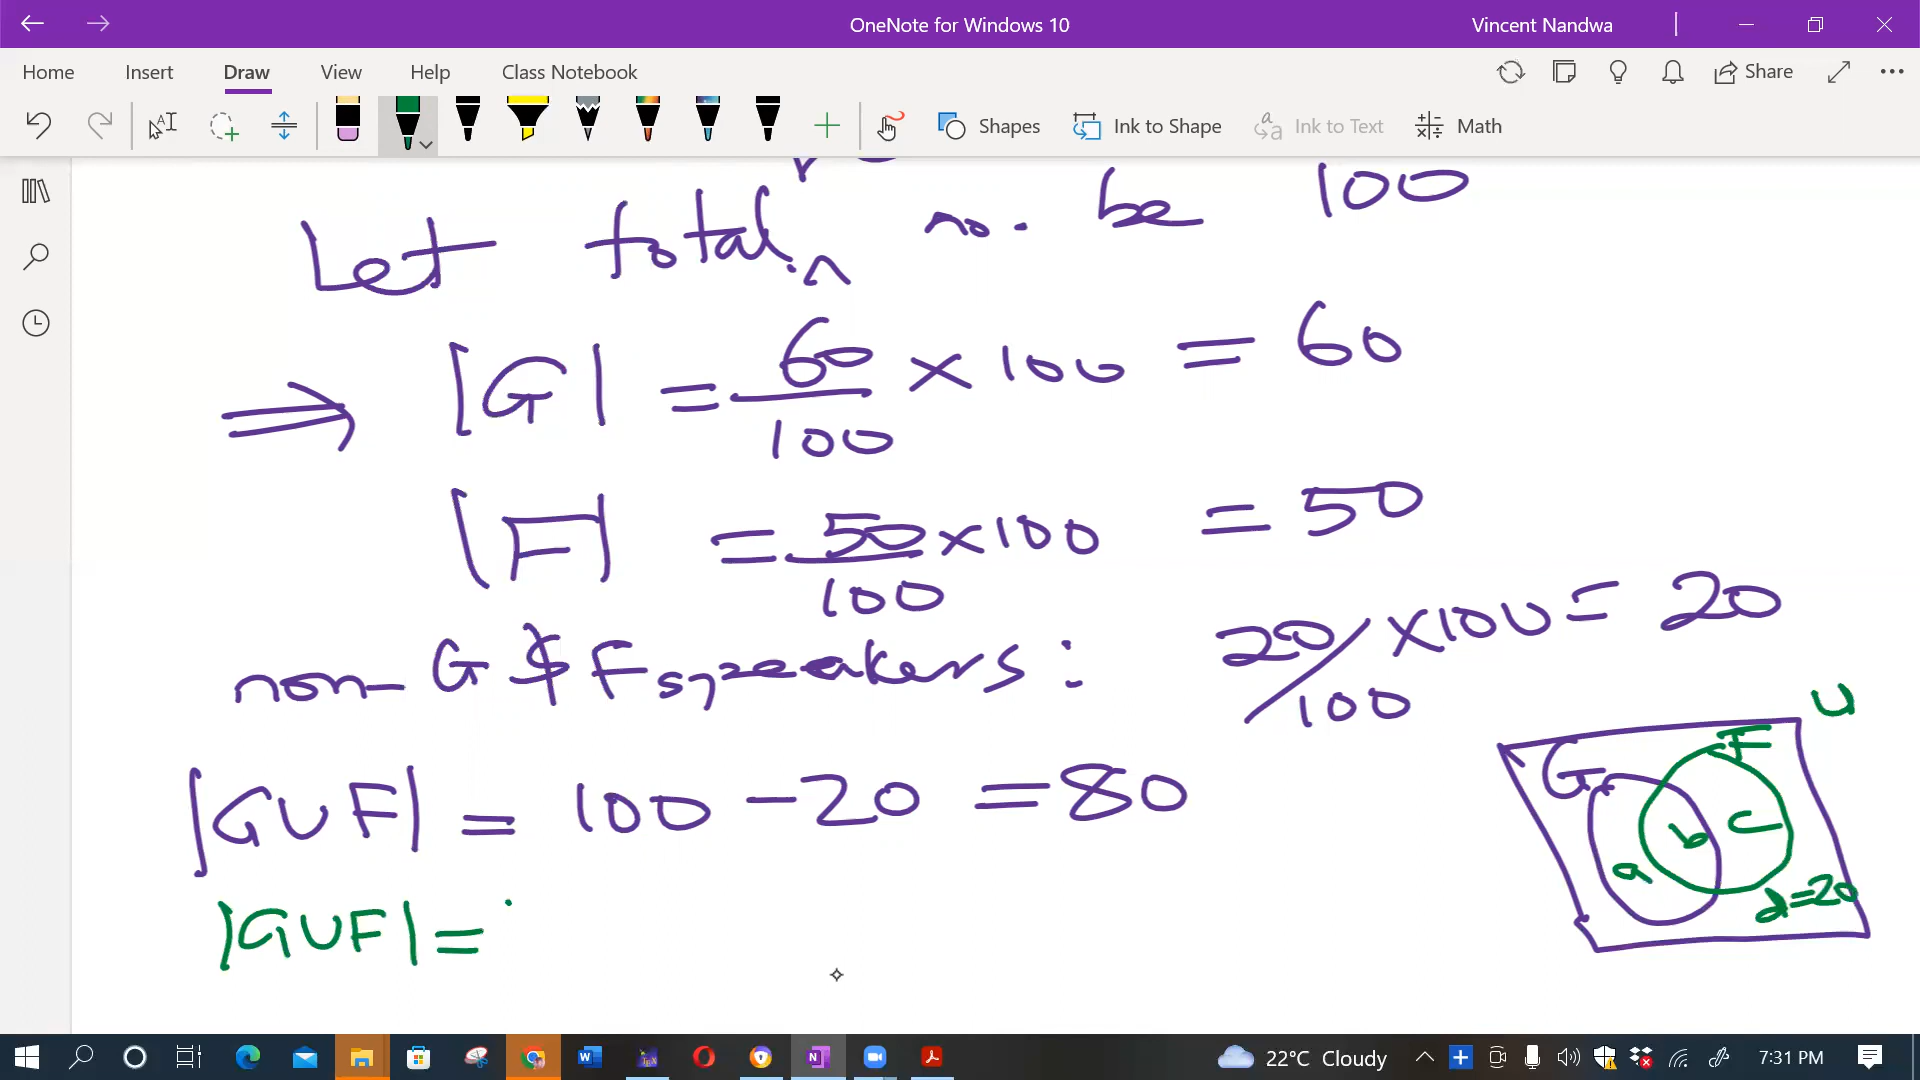 OneNote for Windows 10
Vincent Nandwa
Home Insert Draw View Help Class Notebook
Share
Shapes
Ink to Shape
Ink to Text
Math
Let total no. be 100
⇒ |G| = 60/100 × 100 = 60
|F| = 50/100 × 100 = 50
non-G $ F speakers : 20/100 × 100 = 20
|GUF| = 100 - 20 = 80
|GUF| =
U
G F
a b c
d=20
22°C Cloudy
7:31 PM